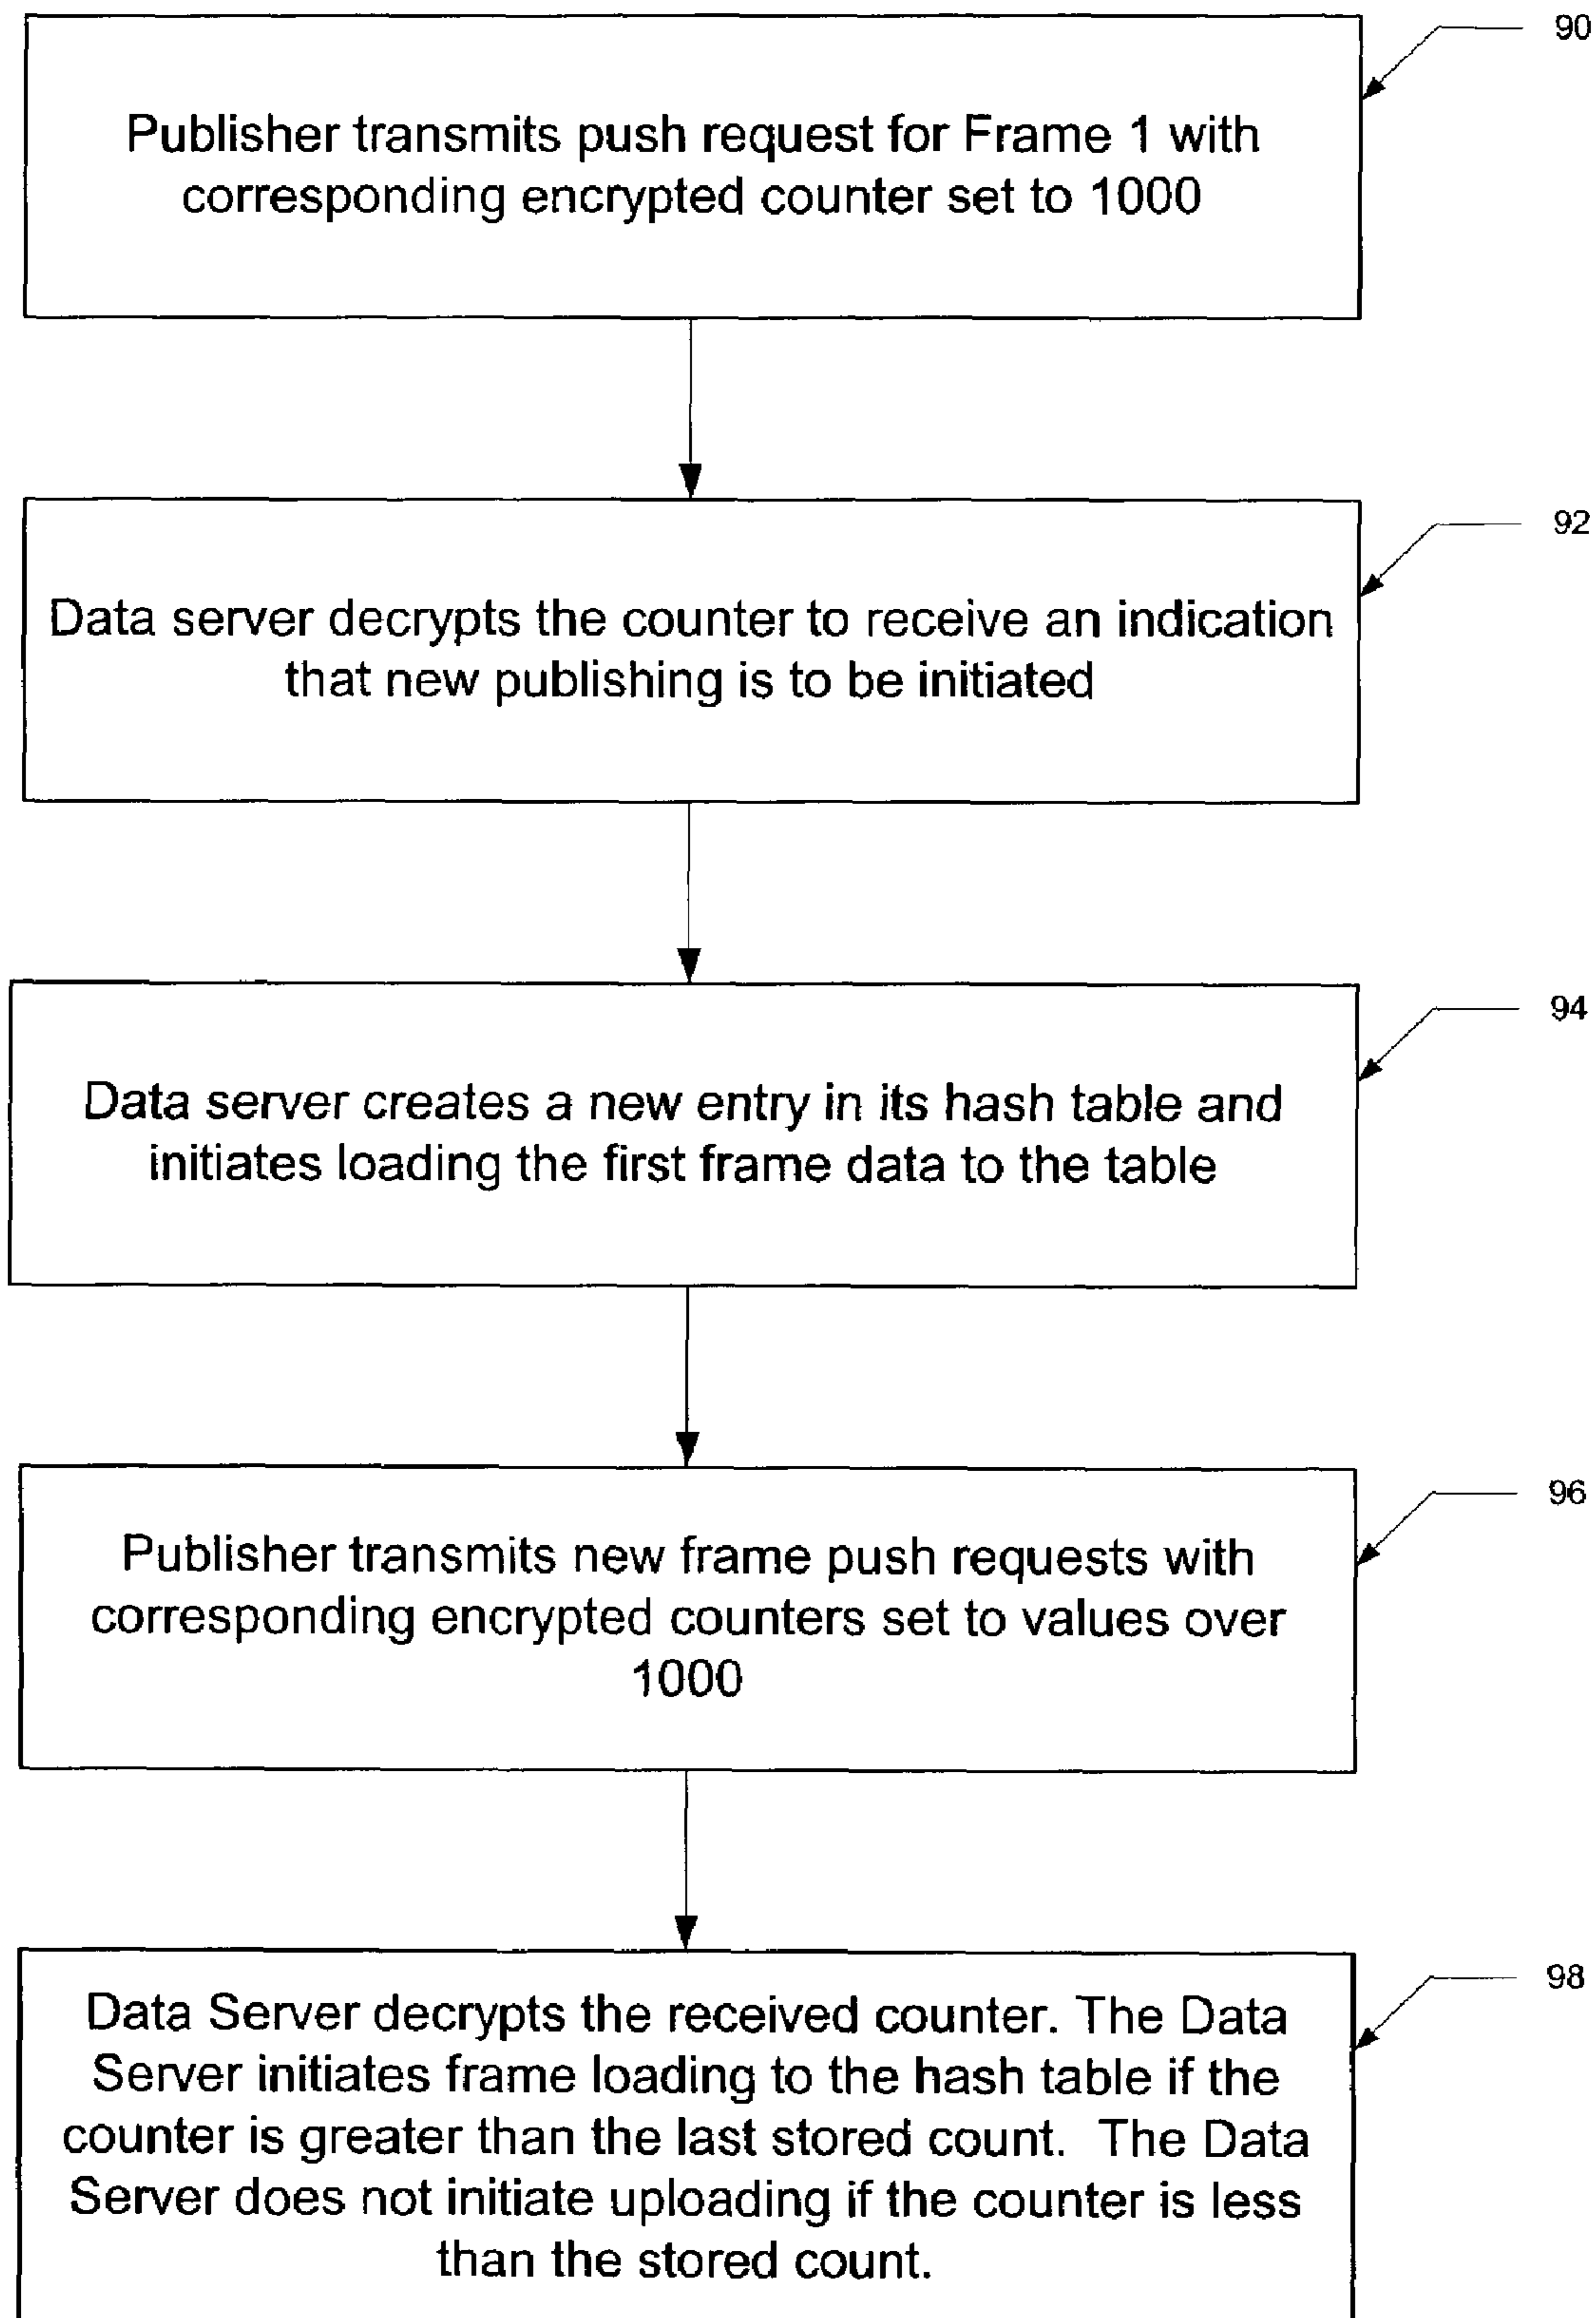 90
Publisher transmits push request for Frame 1 with
corresponding encrypted counter set to 1000
92
Data server decrypts the counter to receive an indication
that new publishing is to be initiated
94
Data server creates a new entry in its hash table and
initiates loading the first frame data to the table
96
Publisher transmits new frame push requests with
corresponding encrypted counters set to values over
1000
98
Data Server decrypts the received counter. The Data
Server initiates frame loading to the hash table if the
counter is greater than the last stored count. The Data
Server does not initiate uploading if the counter is less
than the stored count.